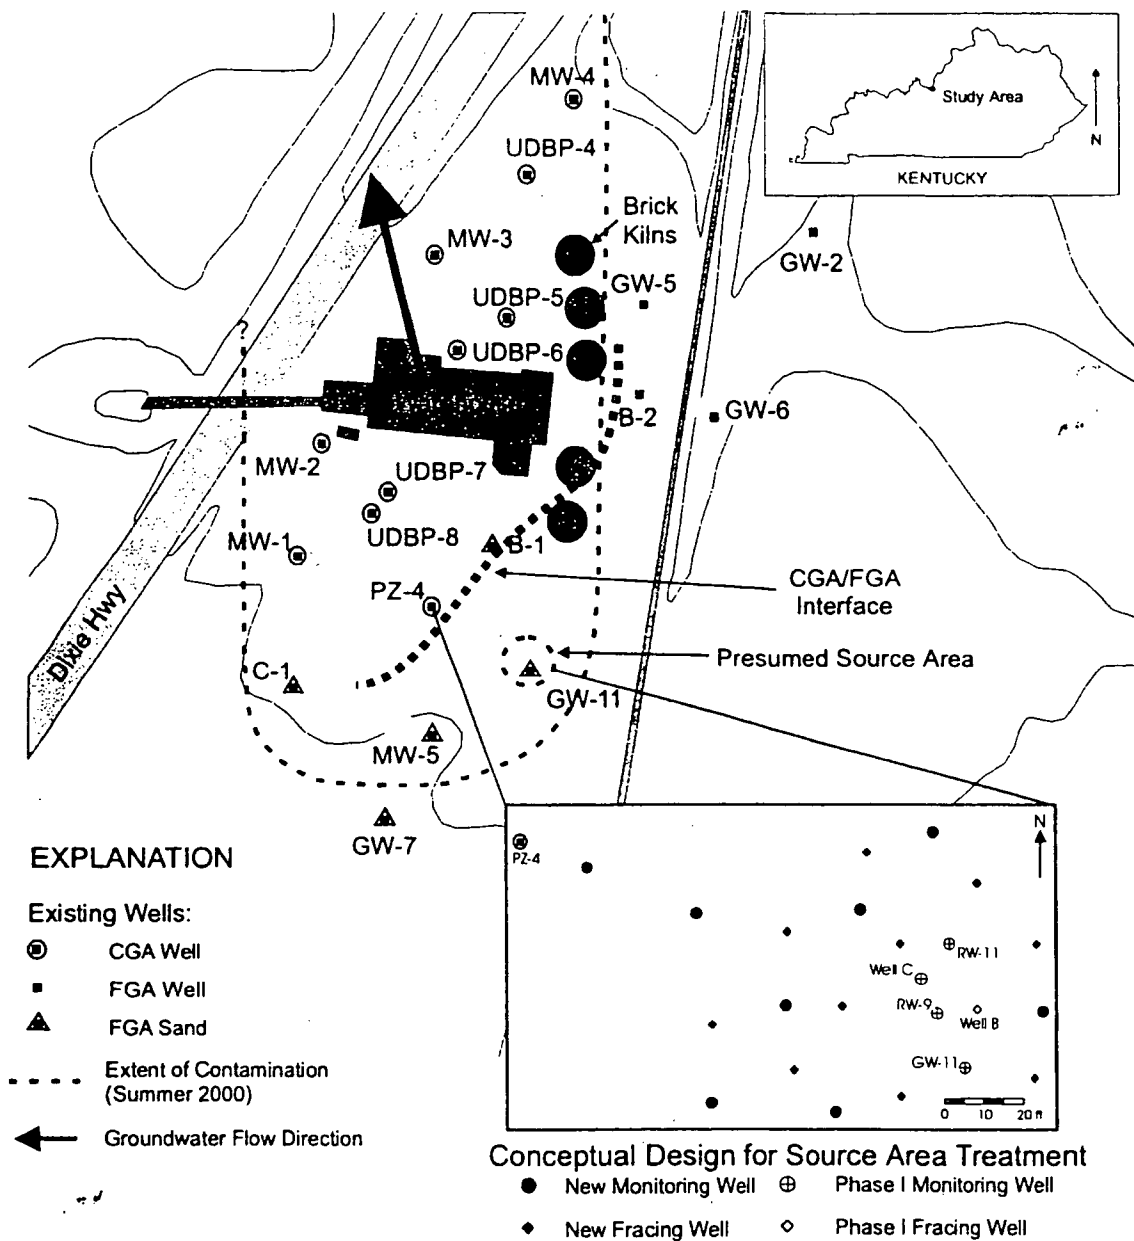 MW-4
Study Area
N
KENTUCKY
UDBP-4
Brick
Kilns
MW-3
GW-2
GW-5
UDBP-5
?
UDBP-6
B-2
GW-6
MW-2
UDBP-7
UDBP-8
B-1
MW-1
CGA/FGA
Interface
PZ-4
Dixie Hwy
Presumed Source Area
C-1
GW-11
MW-5
GW-7
N
PZ-4
RW-11
Well C
RW-9
Well B
GW-11
0 10 20 ft
EXPLANATION
Existing Wells:
CGA Well
FGA Well
FGA Sand
Extent of Contamination
(Summer 2000)
Groundwater Flow Direction
Conceptual Design for Source Area Treatment
New Monitoring Well
Phase I Monitoring Well
New Fracing Well
Phase I Fracing Well